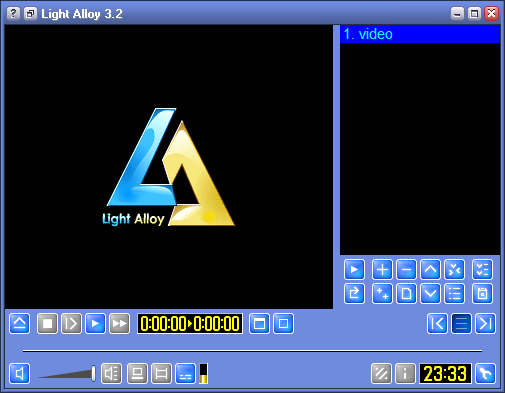 Light Alloy 3.2
1. video
Light Alloy
0:00:00▸0:00:00
23:33